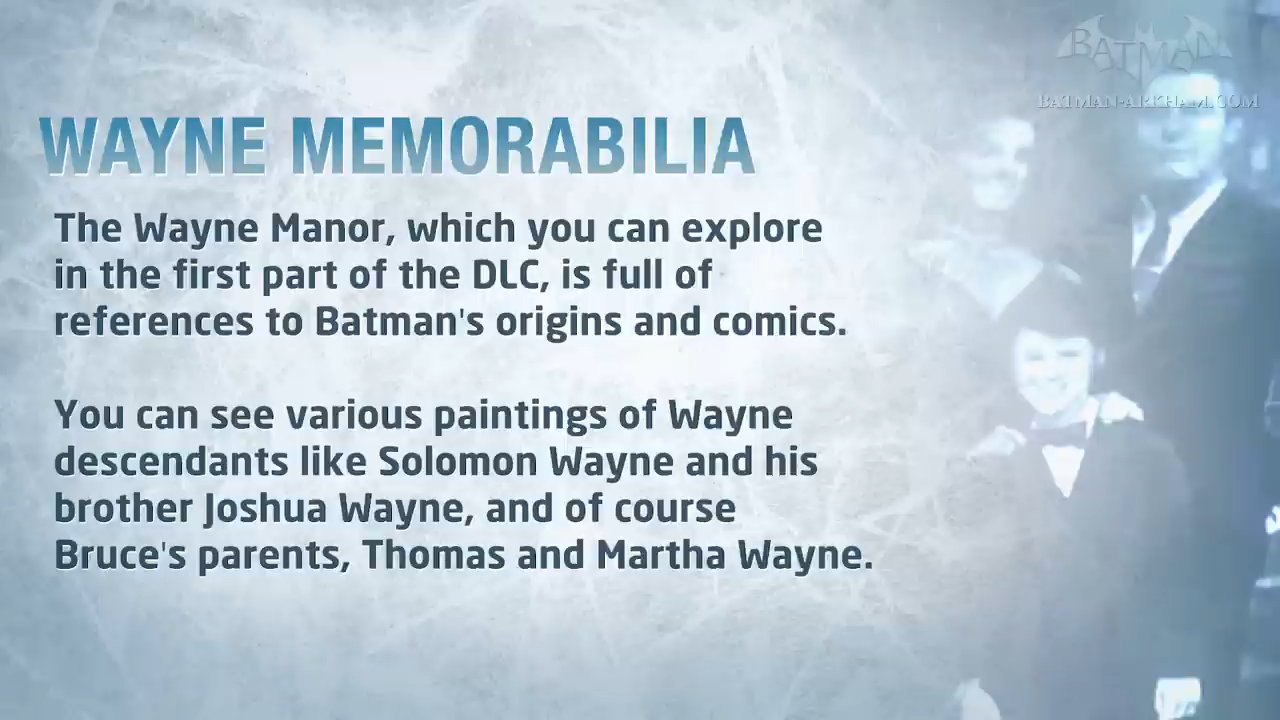 BATMAN
BATMAN-ARKHAM.COM
WAYNE MEMORABILIA
The Wayne Manor, which you can explore
in the first part of the DLC, is full of
references to Batman's origins and comics.
You can see various paintings of Wayne
descendants like Solomon Wayne and his
brother Joshua Wayne, and of course
Bruce's parents, Thomas and Martha Wayne.